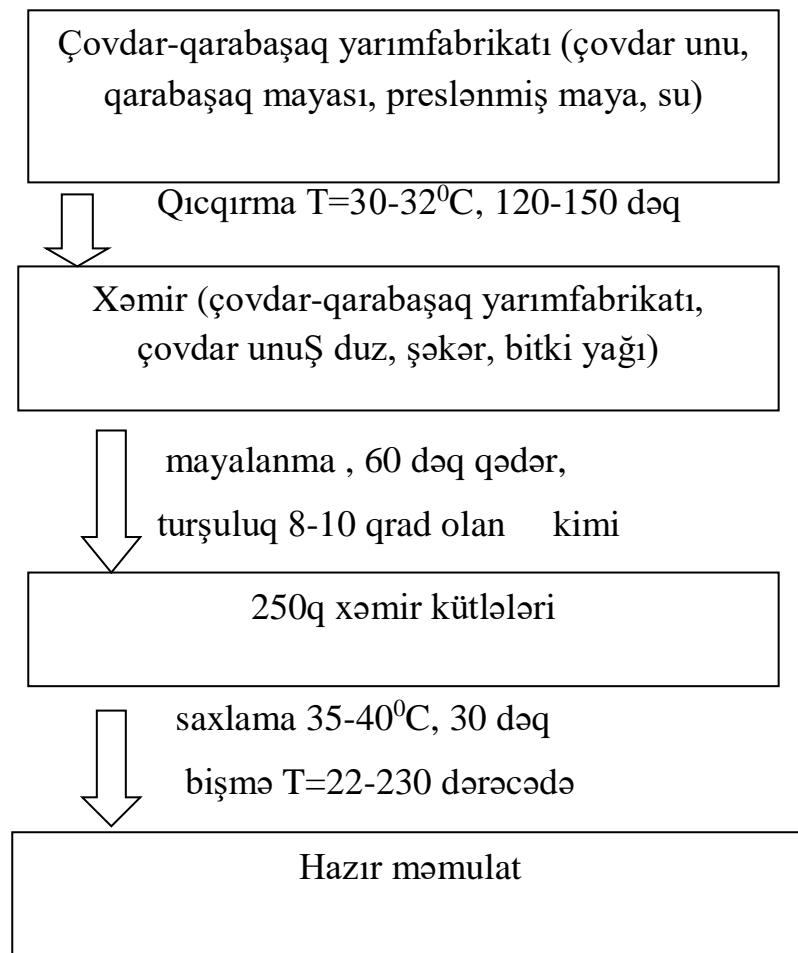 Çovdar-qarabaşaq yarımfabrikatı (çovdar unu,
qarabaşaq mayası, preslənmiş maya, su)
Qıcqırma T=30-32⁰C, 120-150 dəq
Xəmir (çovdar-qarabaşaq yarımfabrikatı,
çovdar unuŞ duz, şəkər, bitki yağı)
mayalanma , 60 dəq qədər,
turşuluq 8-10 qrad olan kimi
250q xəmir kütlələri
saxlama 35-40⁰C, 30 dəq
bişmə T=22-230 dərəcədə
Hazır məmulat